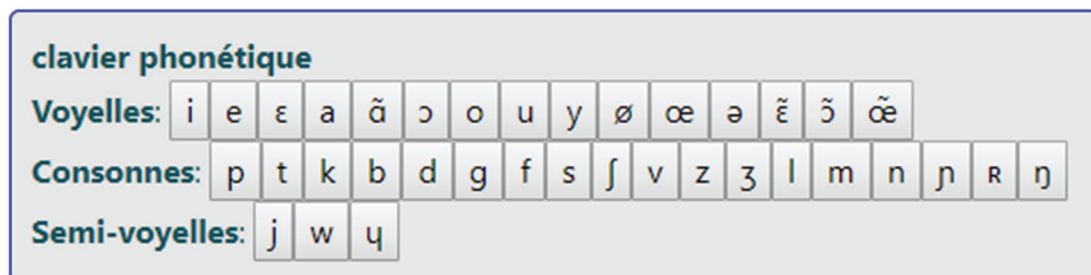 clavier phonétique
Voyelles: i e ɛ a ɑ̃ ɔ o u y ø œ ə ɛ̃ ɔ̃ œ̃
Consonnes: p t k b d g f s ʃ v z ʒ l m n ɲ ʀ ŋ
Semi-voyelles: j w ɥ